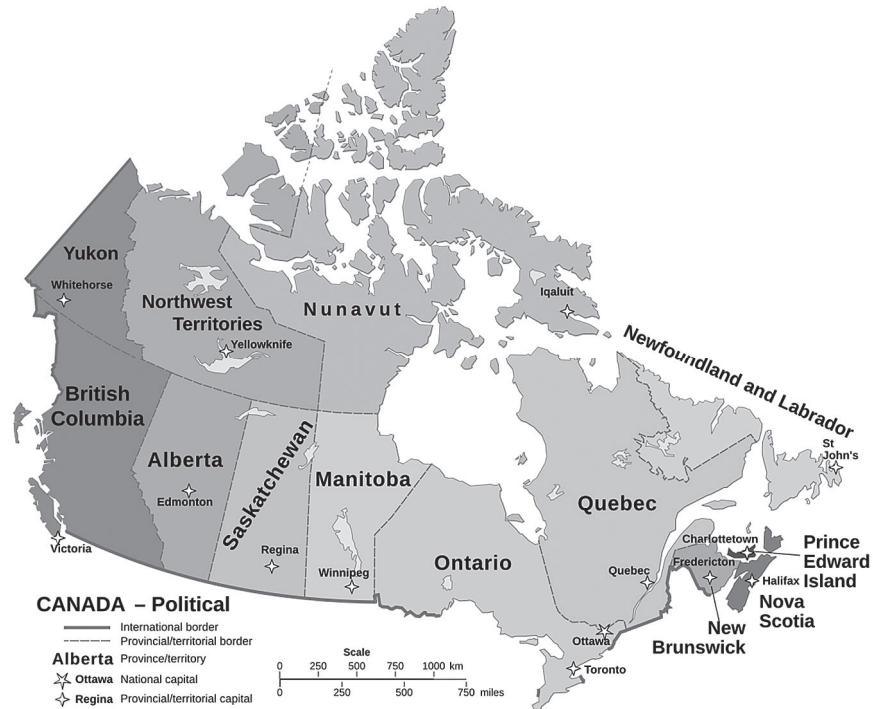 Yukon
Whitehorse
Northwest
Territories
Yellowknife
Nunavut
Iqaluit
British
Columbia
Victoria
Alberta
Edmonton
Saskatchewan
Regina
Manitoba
Winnipeg
Ontario
Ottawa
Toronto
Quebec
Quebec
Newfoundland and Labrador
St
John's
Charlottetown
Prince
Edward
Island
Fredericton
Halifax
Nova
Scotia
New
Brunswick
CANADA – Political
International border
Provincial/territorial border
Alberta Province/territory
Ottawa National capital
Regina Provincial/territorial capital
Scale
0 250 500 750 1000 km
0 250 500 750 miles